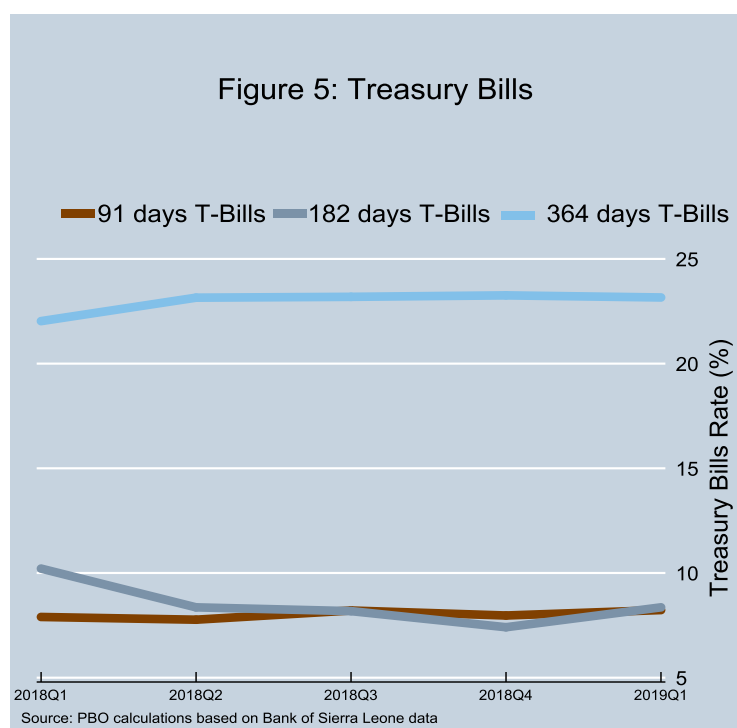 Figure 5: Treasury Bills
91 days T-Bills 182 days T-Bills 364 days T-Bills
25
20
15
10
5
Treasury Bills Rate (%)
2018Q1 2018Q2 2018Q3 2018Q4 2019Q1
Source: PBO calculations based on Bank of Sierra Leone data